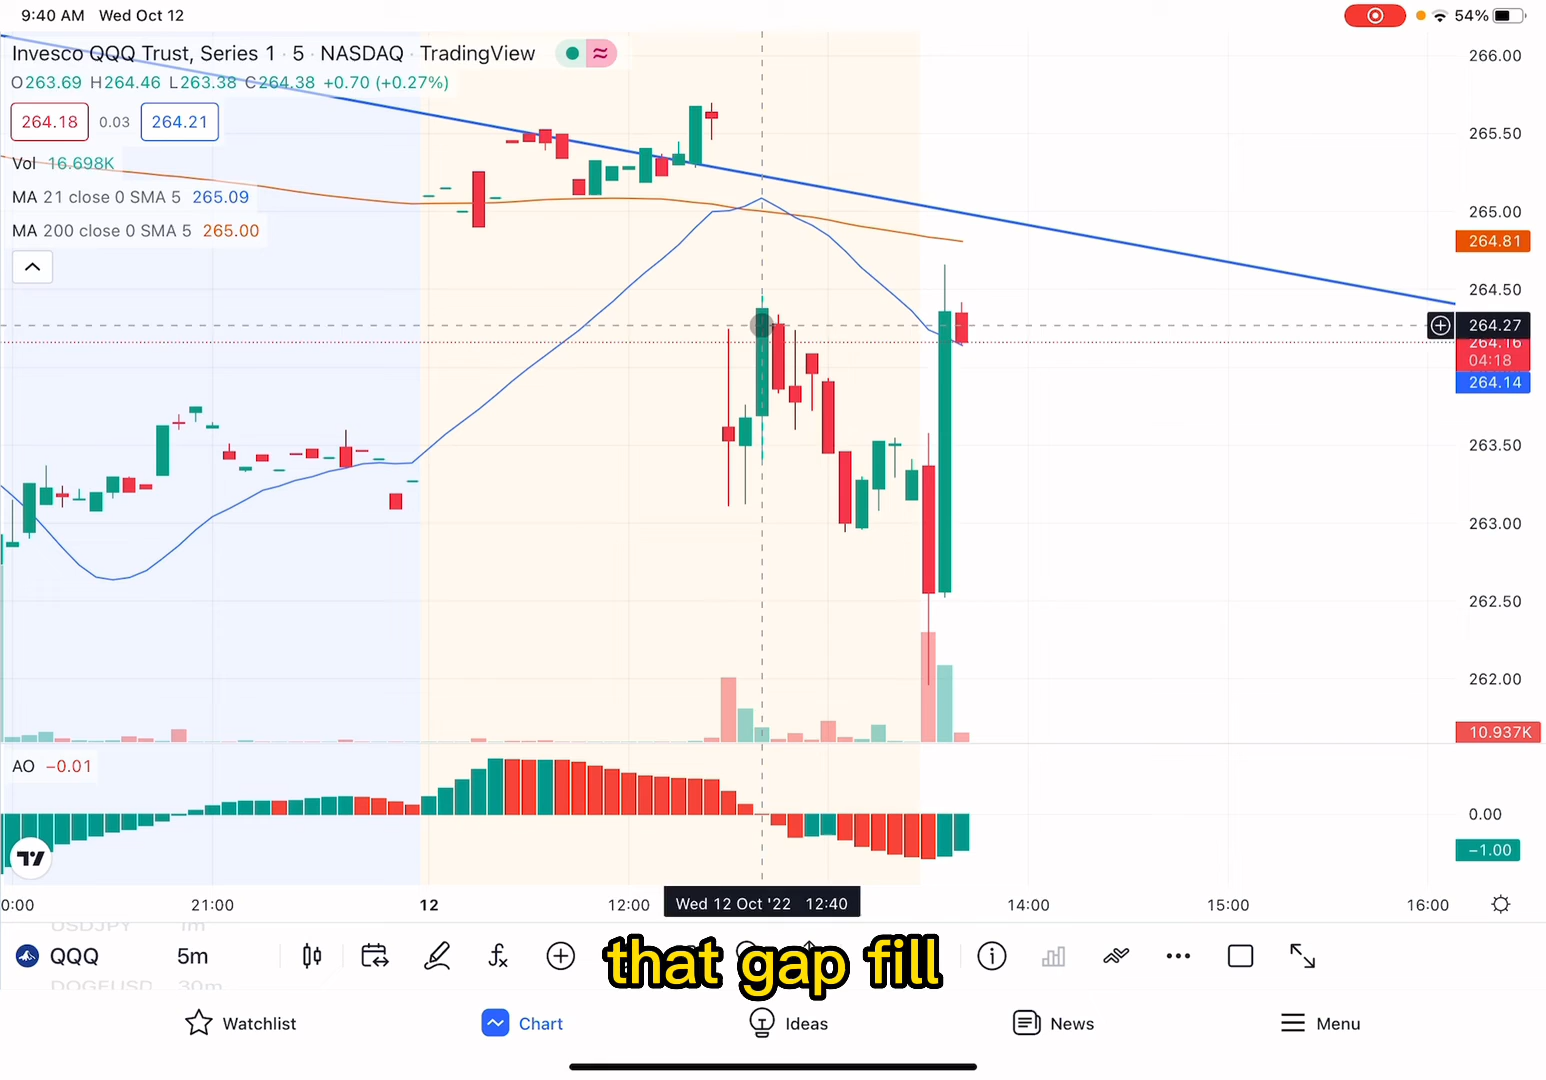 9:40 AM Wed Oct 12
54%
Invesco QQQ Trust, Series 1 · 5 · NASDAQ · TradingView
O263.69 H264.46 L263.38 C264.38 +0.70 (+0.27%)
264.18 0.03 264.21
Vol 16.698K
MA 21 close 0 SMA 5 265.09
MA 200 close 0 SMA 5 265.00
266.00
265.50
265.00
264.81
264.50
264.27
264.16
04:18
264.14
263.50
263.00
262.50
262.00
10.937K
AO −0.01
0.00
−1.00
0:00 21:00 12 12:00 Wed 12 Oct '22 12:40 14:00 15:00 16:00
USDJPY 1m
QQQ 5m
DOGEUSD 30m
that gap fill
Watchlist Chart Ideas News Menu